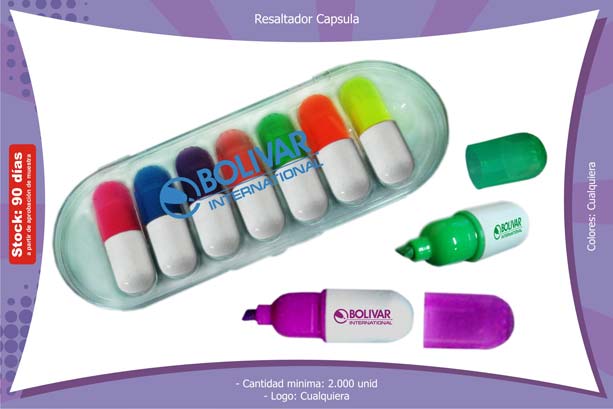 Resaltador Capsula
Stock: 90 días
a partir de aprobación de muestra
BOLIVAR
INTERNATIONAL
Colores: Cualquiera
BOLIVAR
INTERNATIONAL
BOLIVAR
INTERNATIONAL
- Cantidad minima: 2.000 unid
- Logo: Cualquiera